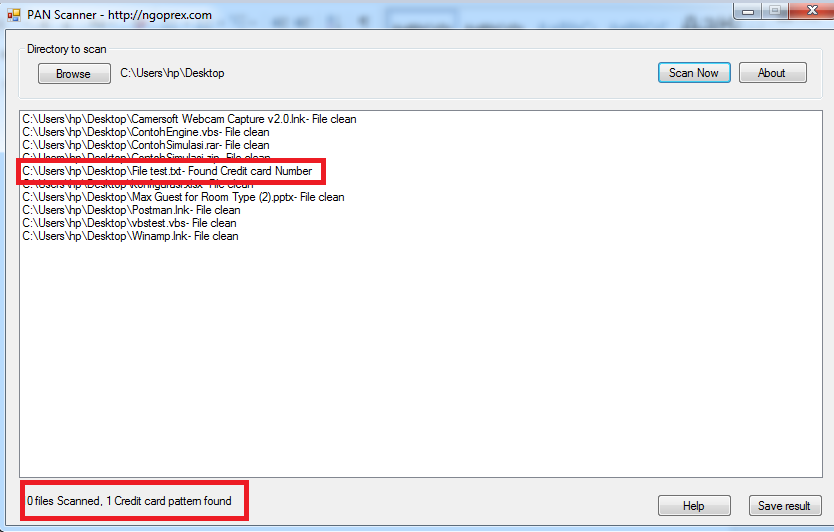 PAN Scanner - http://ngoprex.com
Directory to scan
Browse
C:\Users\hp\Desktop
Scan Now
About
C:\Users\hp\Desktop\Camersoft Webcam Capture v2.0.lnk- File clean
C:\Users\hp\Desktop\ContohEngine.vbs- File clean
C:\Users\hp\Desktop\ContohSimulasi.rar- File clean
C:\Users\hp\Desktop\ContohSimulasi.zip- File clean
C:\Users\hp\Desktop\File test.txt- Found Credit card Number
C:\Users\hp\Desktop\konfigurasi.xlsx- File clean
C:\Users\hp\Desktop\Max Guest for Room Type (2).pptx- File clean
C:\Users\hp\Desktop\Postman.lnk- File clean
C:\Users\hp\Desktop\vbstest.vbs- File clean
C:\Users\hp\Desktop\Winamp.lnk- File clean
0 files Scanned, 1 Credit card pattern found
Help
Save result